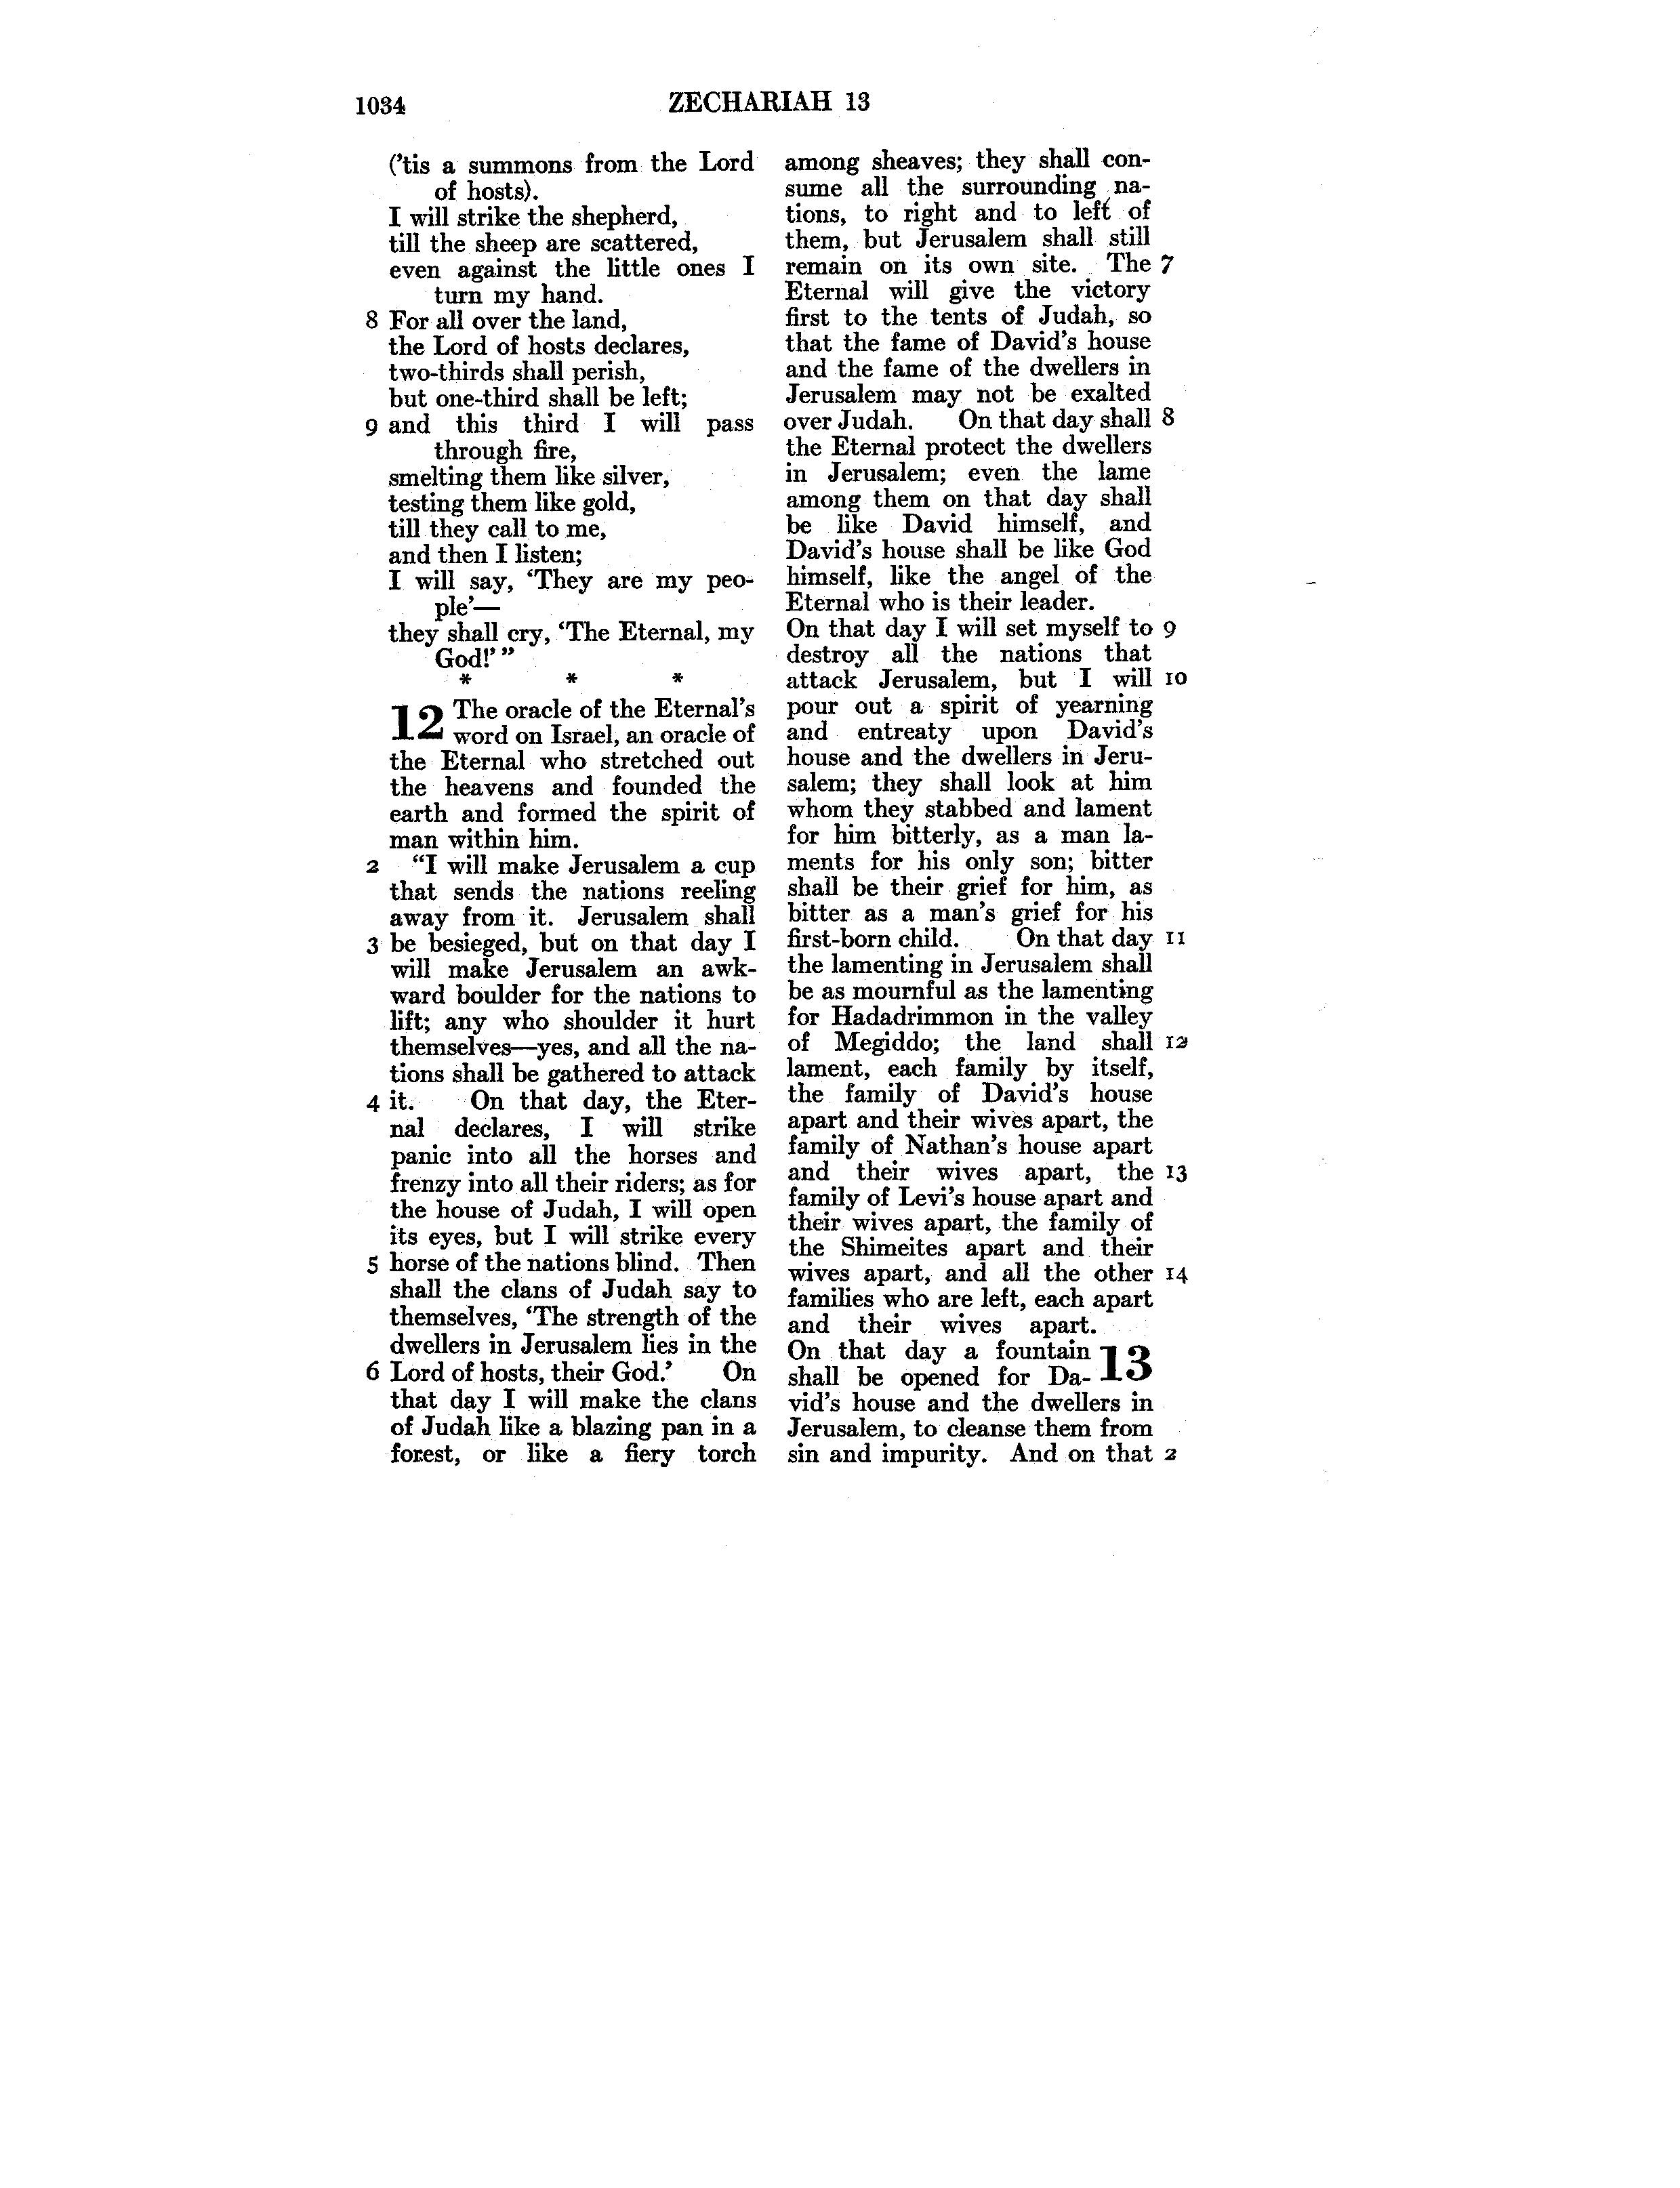 1034
ZECHARIAH 13
('tis a summons from the Lord
of hosts).
I will strike the shepherd,
till the sheep are scattered,
even against the little ones I
turn my hand.
8 For all over the land,
the Lord of hosts declares,
two-thirds shall perish,
but one-third shall be left;
9 and this third I will pass
through fire,
smelting them like silver,
testing them like gold,
till they call to me,
and then I listen;
I will say, ‘They are my peo-
ple’—
they shall cry, ‘The Eternal, my
God!’ ”
* * *
12 The oracle of the Eternal's
word on Israel, an oracle of
the Eternal who stretched out
the heavens and founded the
earth and formed the spirit of
man within him.
2 “I will make Jerusalem a cup
that sends the nations reeling
away from it. Jerusalem shall
3 be besieged, but on that day I
will make Jerusalem an awk-
ward boulder for the nations to
lift; any who shoulder it hurt
themselves—yes, and all the na-
tions shall be gathered to attack
4 it. On that day, the Eter-
nal declares, I will strike
panic into all the horses and
frenzy into all their riders; as for
the house of Judah, I will open
its eyes, but I will strike every
5 horse of the nations blind. Then
shall the clans of Judah say to
themselves, ‘The strength of the
dwellers in Jerusalem lies in the
6 Lord of hosts, their God.’ On
that day I will make the clans
of Judah like a blazing pan in a
forest, or like a fiery torch
among sheaves; they shall con-
sume all the surrounding na-
tions, to right and to left of
them, but Jerusalem shall still
remain on its own site. The 7
Eternal will give the victory
first to the tents of Judah, so
that the fame of David's house
and the fame of the dwellers in
Jerusalem may not be exalted
over Judah. On that day shall 8
the Eternal protect the dwellers
in Jerusalem; even the lame
among them on that day shall
be like David himself, and
David's house shall be like God
himself, like the angel of the
Eternal who is their leader.
On that day I will set myself to 9
destroy all the nations that
attack Jerusalem, but I will 10
pour out a spirit of yearning
and entreaty upon David's
house and the dwellers in Jeru-
salem; they shall look at him
whom they stabbed and lament
for him bitterly, as a man la-
ments for his only son; bitter
shall be their grief for him, as
bitter as a man's grief for his
first-born child. On that day 11
the lamenting in Jerusalem shall
be as mournful as the lamenting
for Hadadrimmon in the valley
of Megiddo; the land shall 12
lament, each family by itself,
the family of David's house
apart and their wives apart, the
family of Nathan's house apart
and their wives apart, the 13
family of Levi's house apart and
their wives apart, the family of
the Shimeites apart and their
wives apart, and all the other 14
families who are left, each apart
and their wives apart.
On that day a fountain 13
shall be opened for Da-
vid's house and the dwellers in
Jerusalem, to cleanse them from
sin and impurity. And on that 2